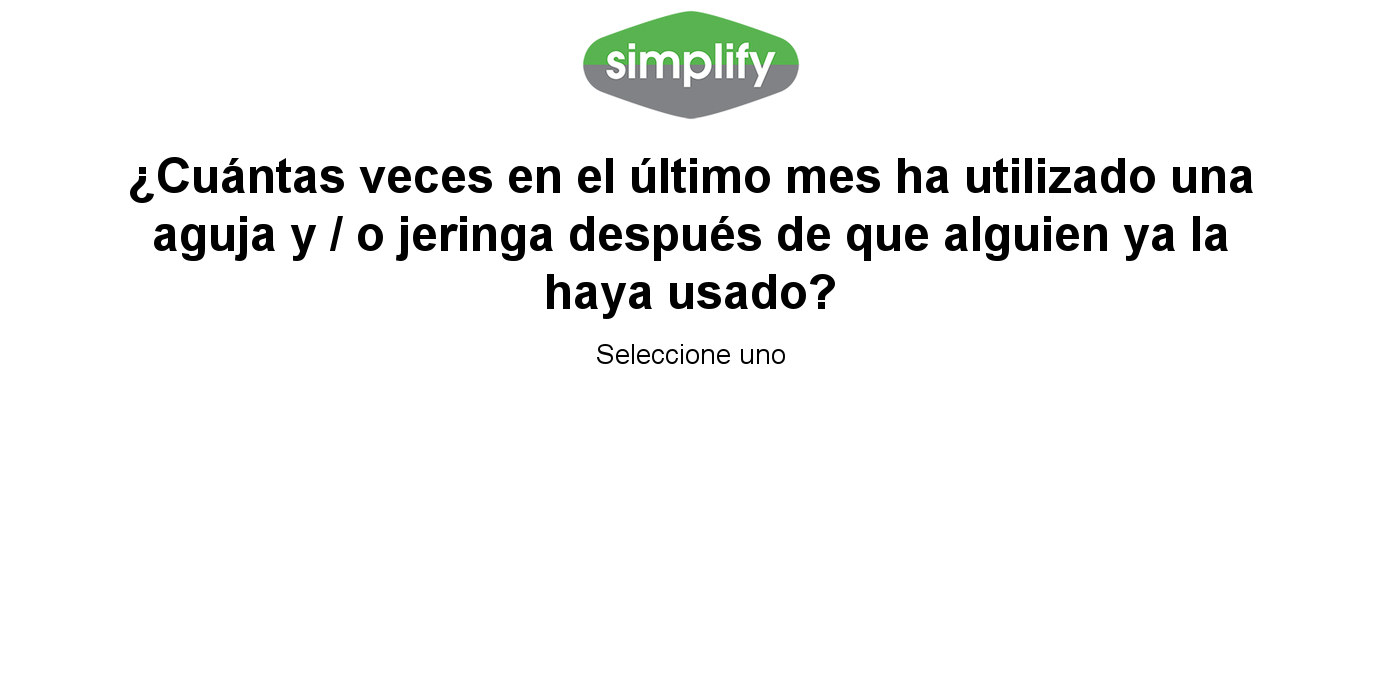 simplify
¿Cuántas veces en el último mes ha utilizado una
aguja y / o jeringa después de que alguien ya la
haya usado?
Seleccione uno